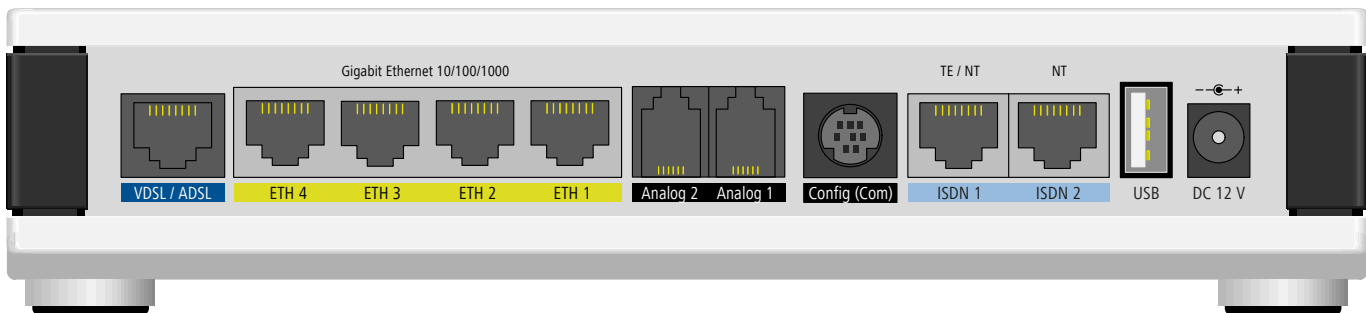 Gigabit Ethernet 10/100/1000
TE / NT
NT
VDSL / ADSL
ETH 4
ETH 3
ETH 2
ETH 1
Analog 2
Analog 1
Config (Com)
ISDN 1
ISDN 2
USB
DC 12 V